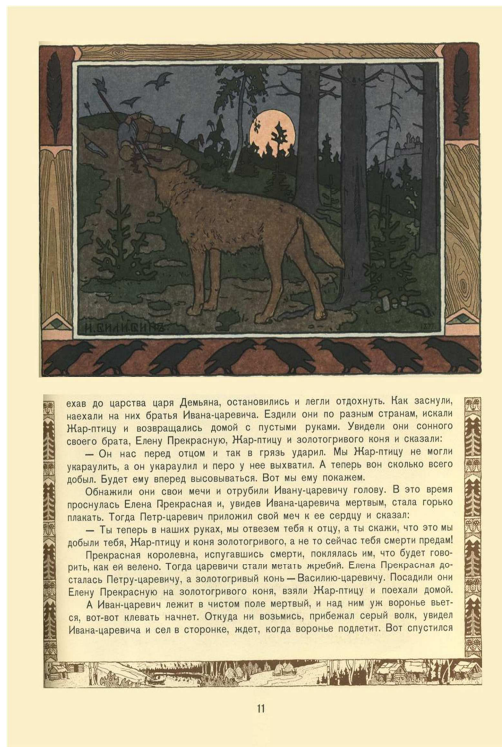 И. БИЛИБИНЪ
ехав до царства царя Демьяна, остановились и легли отдохнуть. Как заснули,
наехали на них братья Ивана-царевича. Ездили они по разным странам, искали
Жар-птицу и возвращались домой с пустыми руками. Увидели они сонного
своего брата, Елену Прекрасную, Жар-птицу и золотогривого коня и сказали:
— Он нас перед отцом и так в грязь ударил. Мы Жар-птицу не могли
укараулить, а он укараулил и перо у нее выхватил. А теперь вон сколько всего
добыл. Будет ему вперед высовываться. Вот мы ему покажем.
Обнажили они свои мечи и отрубили Ивану-царевичу голову. В это время
проснулась Елена Прекрасная и, увидев Ивана-царевича мертвым, стала горько
плакать. Тогда Петр-царевич приложил свой меч к ее сердцу и сказал:
— Ты теперь в наших руках, мы отвезем тебя к отцу, а ты скажи, что это мы
добыли тебя, Жар-птицу и коня золотогривого, а не то сейчас тебя смерти предам!
Прекрасная королевна, испугавшись смерти, поклялась им, что будет гово-
рить, как ей велено. Тогда царевичи стали метать жребий. Елена Прекрасная до-
сталась Петру-царевичу, а золотогривый конь — Василию-царевичу. Посадили они
Елену Прекрасную на золотогривого коня, взяли Жар-птицу и поехали домой.
А Иван-царевич лежит в чистом поле мертвый, и над ним уж воронье вьет-
ся, вот-вот клевать начнет. Откуда ни возьмись, прибежал серый волк, увидел
Ивана-царевича и сел в сторонке, ждет, когда воронье подлетит. Вот спустился
11